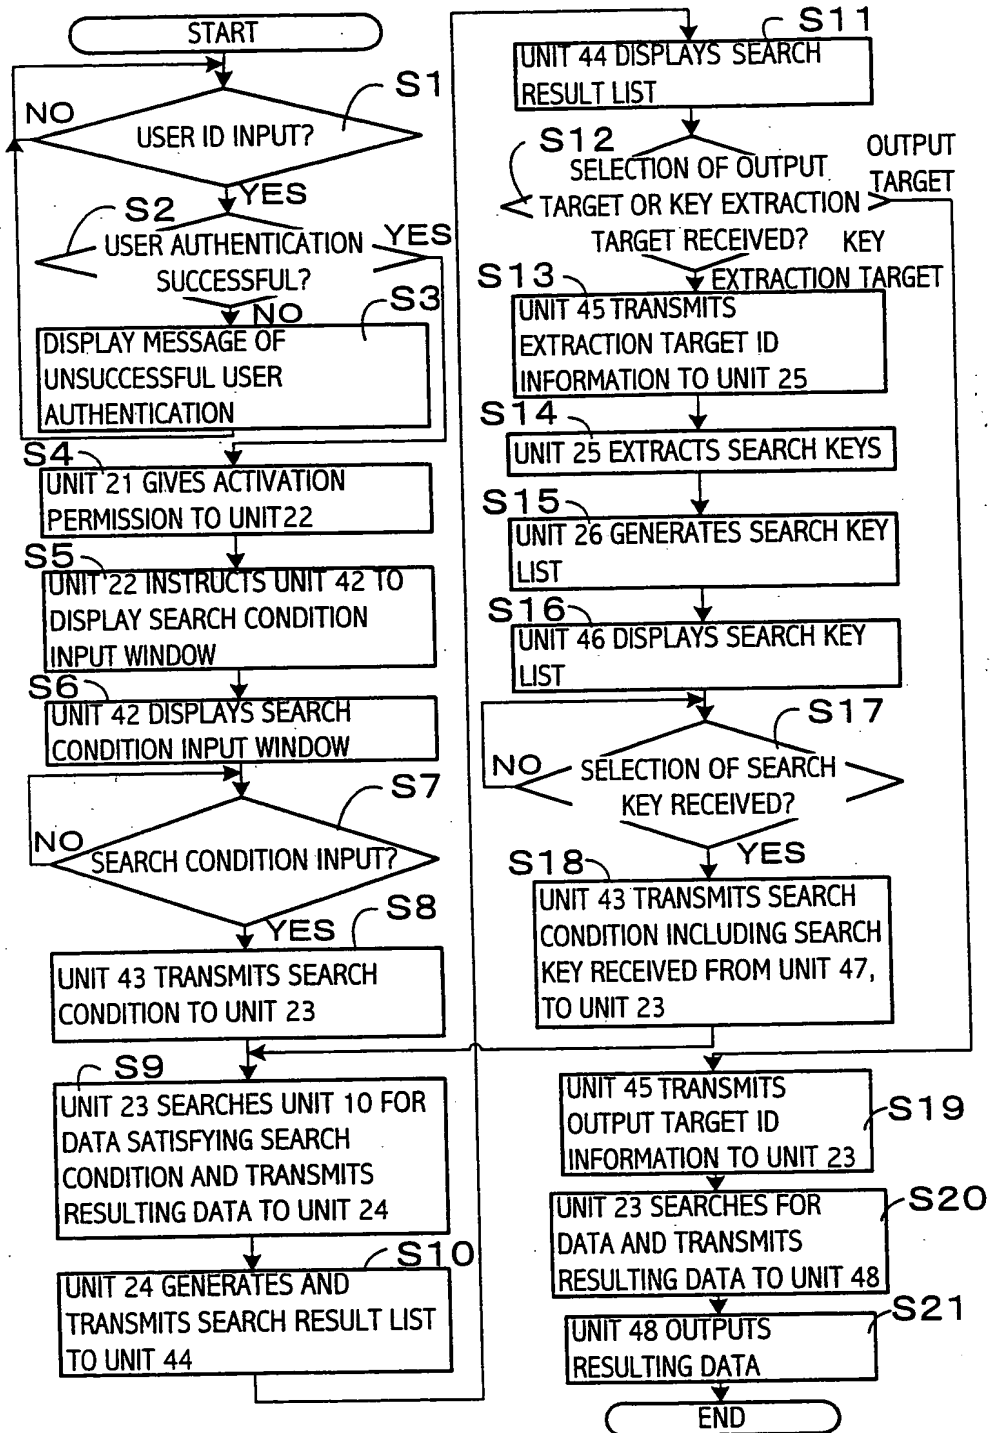 START
S1
NO
USER ID INPUT?
YES
S2
USER AUTHENTICATION
SUCCESSFUL?
YES
NO
S3
DISPLAY MESSAGE OF
UNSUCCESSFUL USER
AUTHENTICATION
S4
UNIT 21 GIVES ACTIVATION
PERMISSION TO UNIT 22
S5
UNIT 22 INSTRUCTS UNIT 42 TO
DISPLAY SEARCH CONDITION
INPUT WINDOW
S6
UNIT 42 DISPLAYS SEARCH
CONDITION INPUT WINDOW
S7
NO
SEARCH CONDITION INPUT?
YES
S8
UNIT 43 TRANSMITS SEARCH
CONDITION TO UNIT 23
S9
UNIT 23 SEARCHES UNIT 10 FOR
DATA SATISFYING SEARCH
CONDITION AND TRANSMITS
RESULTING DATA TO UNIT 24
S10
UNIT 24 GENERATES AND
TRANSMITS SEARCH RESULT LIST
TO UNIT 44
S11
UNIT 44 DISPLAYS SEARCH
RESULT LIST
S12
SELECTION OF OUTPUT
TARGET OR KEY EXTRACTION
TARGET RECEIVED?
OUTPUT
TARGET
KEY
EXTRACTION TARGET
S13
UNIT 45 TRANSMITS
EXTRACTION TARGET ID
INFORMATION TO UNIT 25
S14
UNIT 25 EXTRACTS SEARCH KEYS
S15
UNIT 26 GENERATES SEARCH KEY
LIST
S16
UNIT 46 DISPLAYS SEARCH KEY
LIST
S17
NO
SELECTION OF SEARCH
KEY RECEIVED?
YES
S18
UNIT 43 TRANSMITS SEARCH
CONDITION INCLUDING SEARCH
KEY RECEIVED FROM UNIT 47,
TO UNIT 23
UNIT 45 TRANSMITS
OUTPUT TARGET ID
INFORMATION TO UNIT 23
S19
UNIT 23 SEARCHES FOR
DATA AND TRANSMITS
RESULTING DATA TO UNIT 48
S20
UNIT 48 OUTPUTS
RESULTING DATA
S21
END